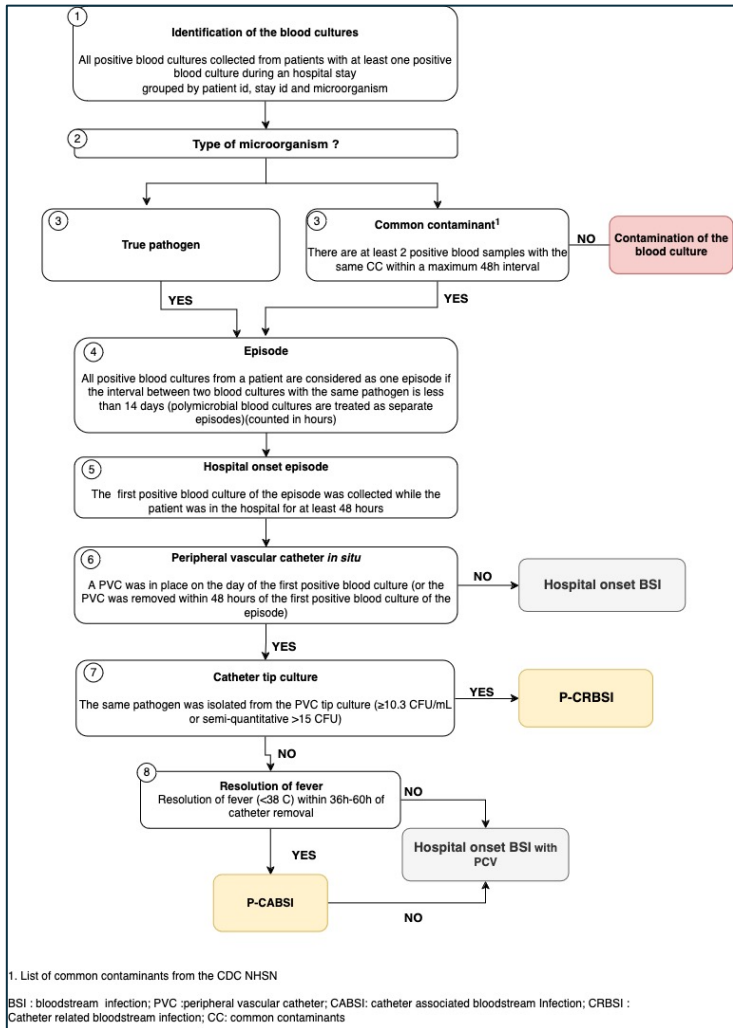 1
Identification of the blood cultures
All positive blood cultures collected from patients with at least one positive
blood culture during an hospital stay
grouped by patient id, stay id and microorganism
2
Type of microorganism ?
3
True pathogen
3
Common contaminant1
There are at least 2 positive blood samples with the
same CC within a maximum 48h interval
NO
Contamination of the
blood culture
YES
YES
4
Episode
All positive blood cultures from a patient are considered as one episode if
the interval between two blood cultures with the same pathogen is less
than 14 days (polymicrobial blood cultures are treated as separate
episodes)(counted in hours)
5
Hospital onset episode
The first positive blood culture of the episode was collected while the
patient was in the hospital for at least 48 hours
6
Peripheral vascular catheter in situ
A PVC was in place on the day of the first positive blood culture (or the
PVC was removed within 48 hours of the first positive blood culture of the
episode)
NO
Hospital onset BSI
YES
7
Catheter tip culture
The same pathogen was isolated from the PVC tip culture (≥10.3 CFU/mL
or semi-quantitative >15 CFU)
YES
P-CRBSI
NO
8
Resolution of fever
Resolution of fever (<38 C) within 36h-60h of
catheter removal
NO
YES
Hospital onset BSI with
PCV
P-CABSI
NO
1. List of common contaminants from the CDC NHSN
BSI : bloodstream infection; PVC :peripheral vascular catheter; CABSI: catheter associated bloodstream Infection; CRBSI :
Catheter related bloodstream infection; CC: common contaminants